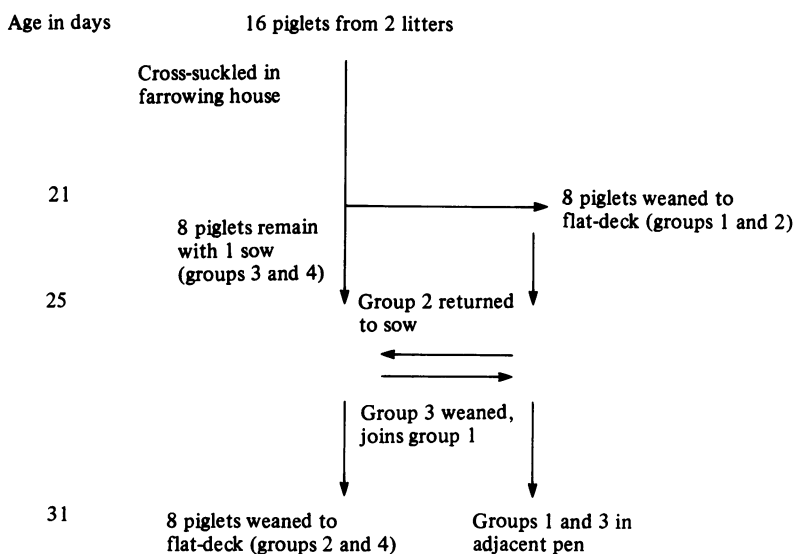 Age in days
16 piglets from 2 litters
Cross-suckled in
farrowing house
21
8 piglets weaned to
flat-deck (groups 1 and 2)
8 piglets remain
with 1 sow
(groups 3 and 4)
25
Group 2 returned
to sow
Group 3 weaned,
joins group 1
31
8 piglets weaned to
flat-deck (groups 2 and 4)
Groups 1 and 3 in
adjacent pen